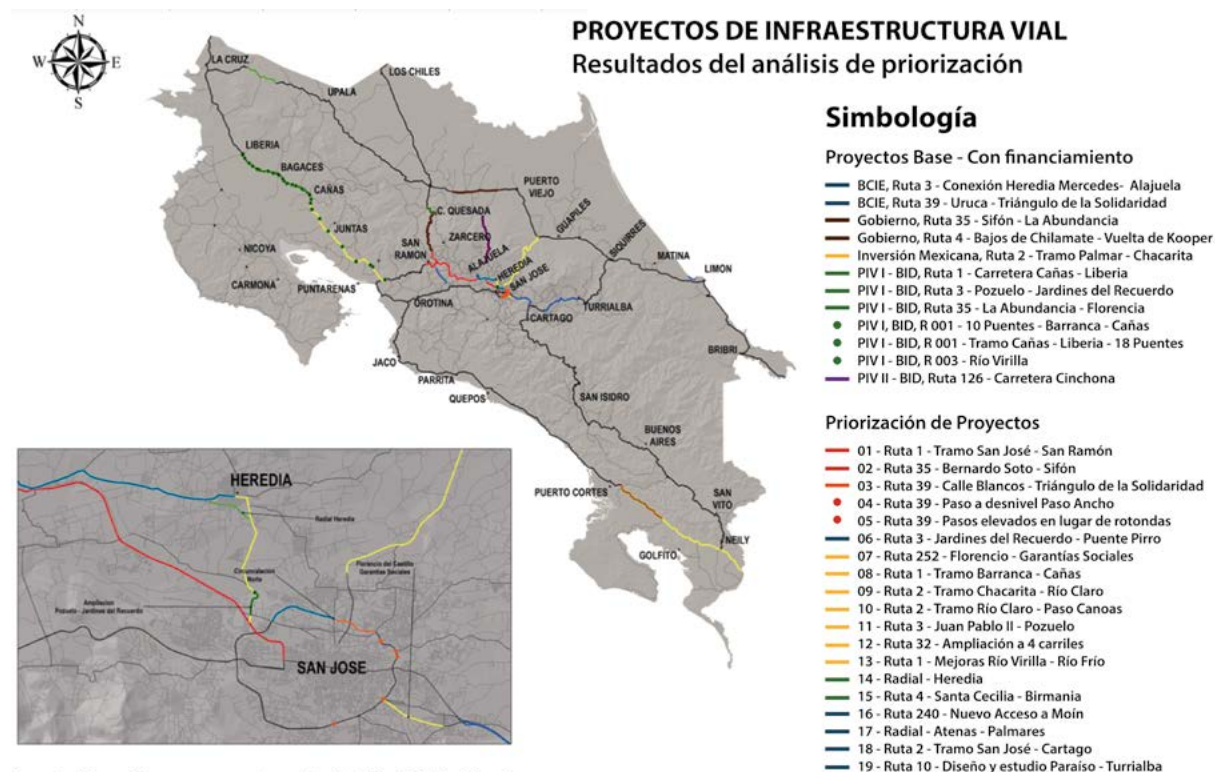 PROYECTOS DE INFRAESTRUCTURA VIAL
Resultados del análisis de priorización
N
W
E
S
LA CRUZ
LOS CHILES
UPALA
LIBERIA
BAGACES
CAÑAS
PUERTO
VIEJO
C. QUESADA
GUAPILES
JUNTAS
ZARCERO
SIQUIRRES
NICOYA
SAN
RAMON
ALAJUELA
HEREDIA
SAN JOSE
MATINA
LIMON
CARMONA
PUNTARENAS
OROTINA
TURRIALBA
CARTAGO
JACO
BRIBRI
PARRITA
QUEPOS
SAN ISIDRO
BUENOS
AIRES
PUERTO CORTES
SAN
VITO
NEILY
GOLFITO
HEREDIA
Radial Heredia
Florencio del Castillo
Garantías Sociales
Circunvalacion
Norte
Ampliacion
Pozuelo - Jardines del Recuerdo
SAN JOSE
Simbología
Proyectos Base - Con financiamiento
BCIE, Ruta 3 - Conexión Heredia Mercedes- Alajuela
BCIE, Ruta 39 - Uruca - Triángulo de la Solidaridad
Gobierno, Ruta 35 - Sifón - La Abundancia
Gobierno, Ruta 4 - Bajos de Chilamate - Vuelta de Kooper
Inversión Mexicana, Ruta 2 - Tramo Palmar - Chacarita
PIV I - BID, Ruta 1 - Carretera Cañas - Liberia
PIV I - BID, Ruta 3 - Pozuelo - Jardines del Recuerdo
PIV I - BID, Ruta 35 - La Abundancia - Florencia
PIV I, BID, R 001 - 10 Puentes - Barranca - Cañas
PIV I - BID, R 001 - Tramo Cañas - Liberia - 18 Puentes
PIV I - BID, R 003 - Río Virilla
PIV II - BID, Ruta 126 - Carretera Cinchona
Priorización de Proyectos
01 - Ruta 1 - Tramo San José - San Ramón
02 - Ruta 35 - Bernardo Soto - Sifón
03 - Ruta 39 - Calle Blancos - Triángulo de la Solidaridad
04 - Ruta 39 - Paso a desnivel Paso Ancho
05 - Ruta 39 - Pasos elevados en lugar de rotondas
06 - Ruta 3 - Jardines del Recuerdo - Puente Pirro
07 - Ruta 252 - Florencio - Garantías Sociales
08 - Ruta 1 - Tramo Barranca - Cañas
09 - Ruta 2 - Tramo Chacarita - Río Claro
10 - Ruta 2 - Tramo Río Claro - Paso Canoas
11 - Ruta 3 - Juan Pablo II - Pozuelo
12 - Ruta 32 - Ampliación a 4 carriles
13 - Ruta 1 - Mejoras Río Virilla - Río Frío
14 - Radial - Heredia
15 - Ruta 4 - Santa Cecilia - Birmania
16 - Ruta 240 - Nuevo Acceso a Moín
17 - Radial - Atenas - Palmares
18 - Ruta 2 - Tramo San José - Cartago
19 - Ruta 10 - Diseño y estudio Paraíso - Turrialba